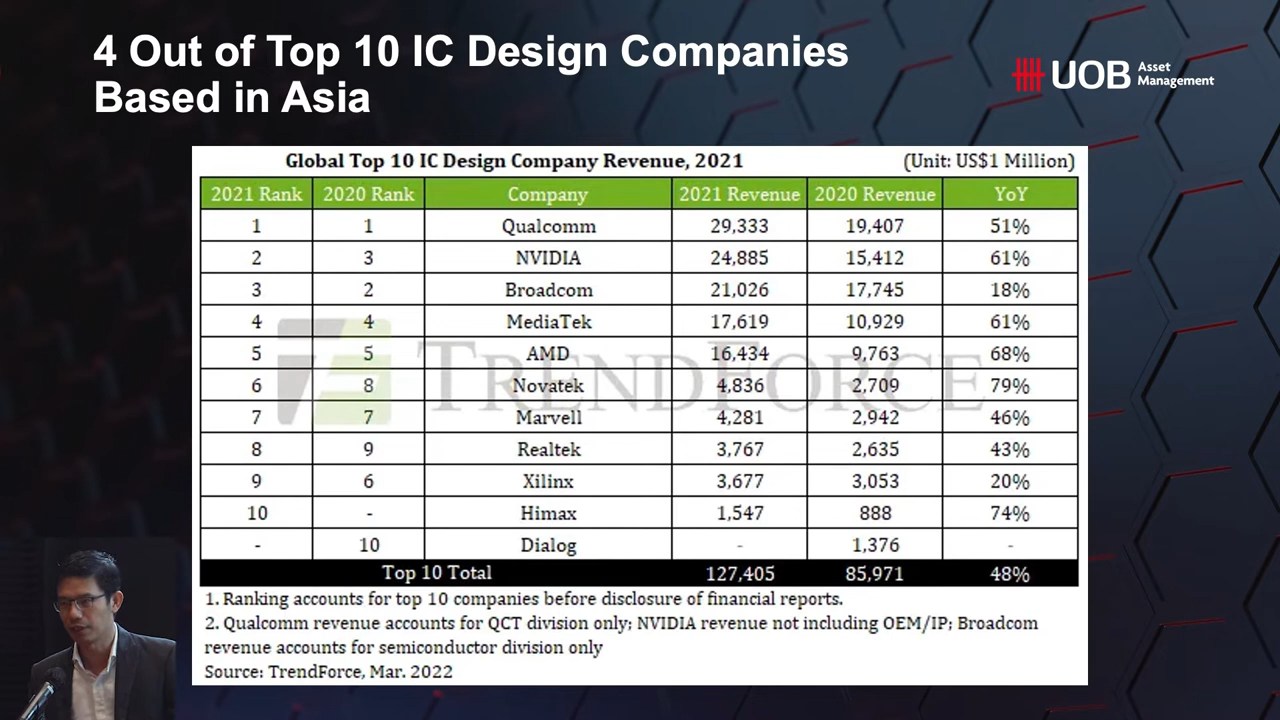 4 Out of Top 10 IC Design Companies
Based in Asia
UOB Asset
Management
Global Top 10 IC Design Company Revenue, 2021 (Unit: US$1 Million)
2021 Rank 2020 Rank Company 2021 Revenue 2020 Revenue YoY
1 1 Qualcomm 29,333 19,407 51%
2 3 NVIDIA 24,885 15,412 61%
3 2 Broadcom 21,026 17,745 18%
4 4 MediaTek 17,619 10,929 61%
5 5 AMD 16,434 9,763 68%
TRENDFORCE
6 8 Novatek 4,836 2,709 79%
7 7 Marvell 4,281 2,942 46%
8 9 Realtek 3,767 2,635 43%
9 6 Xilinx 3,677 3,053 20%
10 - Himax 1,547 888 74%
- 10 Dialog - 1,376 -
Top 10 Total 127,405 85,971 48%
1. Ranking accounts for top 10 companies before disclosure of financial reports.
2. Qualcomm revenue accounts for QCT division only; NVIDIA revenue not including OEM/IP; Broadcom
revenue accounts for semiconductor division only
Source: TrendForce, Mar. 2022